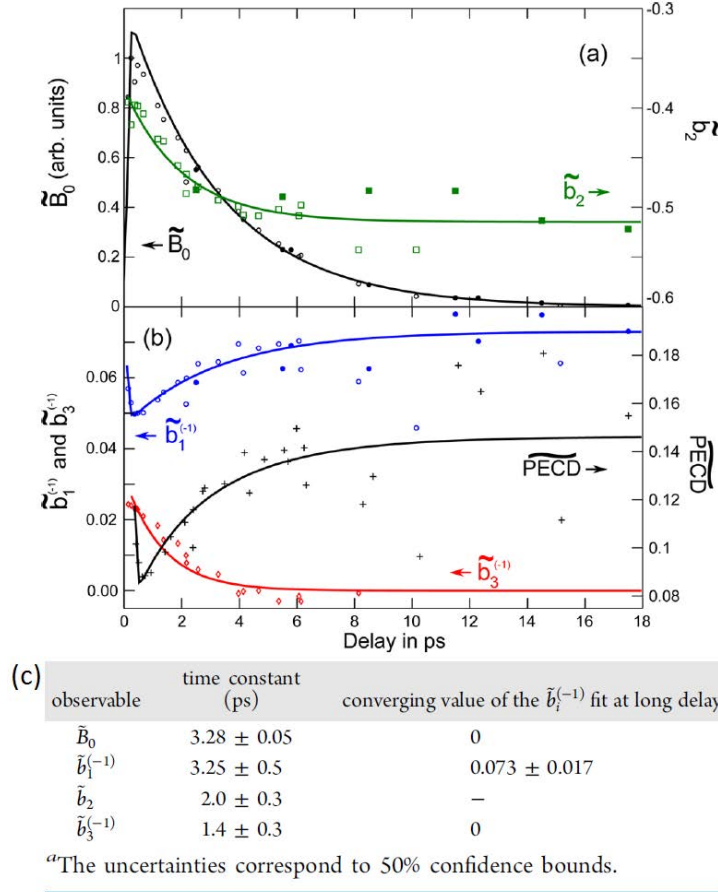 (a)
1
0.8
0.6
0.4
0.2
0
B̃₀ (arb. units)
-0.3
-0.4
-0.5
-0.6
b̃₂
b̃₂
B̃₀
(b)
0.06
0.04
0.02
0.00
b̃₁⁽⁻¹⁾ and b̃₃⁽⁻¹⁾
0.18
0.16
0.14
0.12
0.1
0.08
PECD
b̃₁⁽⁻¹⁾
PECD
b̃₃⁽⁻¹⁾
0 2 4 6 8 10 12 14 16 18
Delay in ps
(c)
observable time constant (ps) converging value of the b̃ᵢ⁽⁻¹⁾ fit at long delay
B̃₀ 3.28 ± 0.05 0
b̃₁⁽⁻¹⁾ 3.25 ± 0.5 0.073 ± 0.017
b̃₂ 2.0 ± 0.3 −
b̃₃⁽⁻¹⁾ 1.4 ± 0.3 0
ᵃThe uncertainties correspond to 50% confidence bounds.